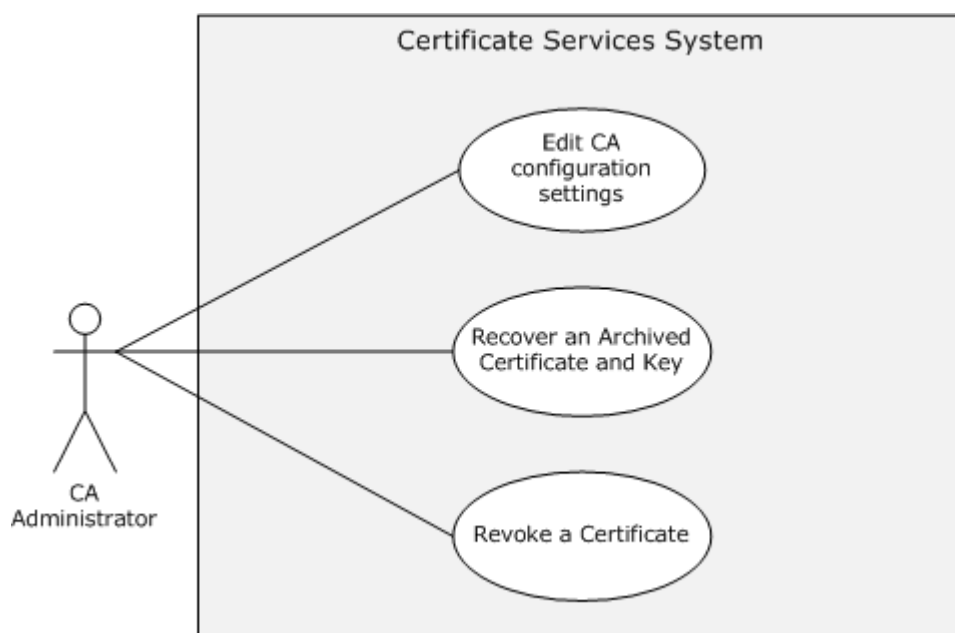 Certificate Services System
Edit CA
configuration
settings
Recover an Archived
Certificate and Key
CA
Administrator
Revoke a Certificate